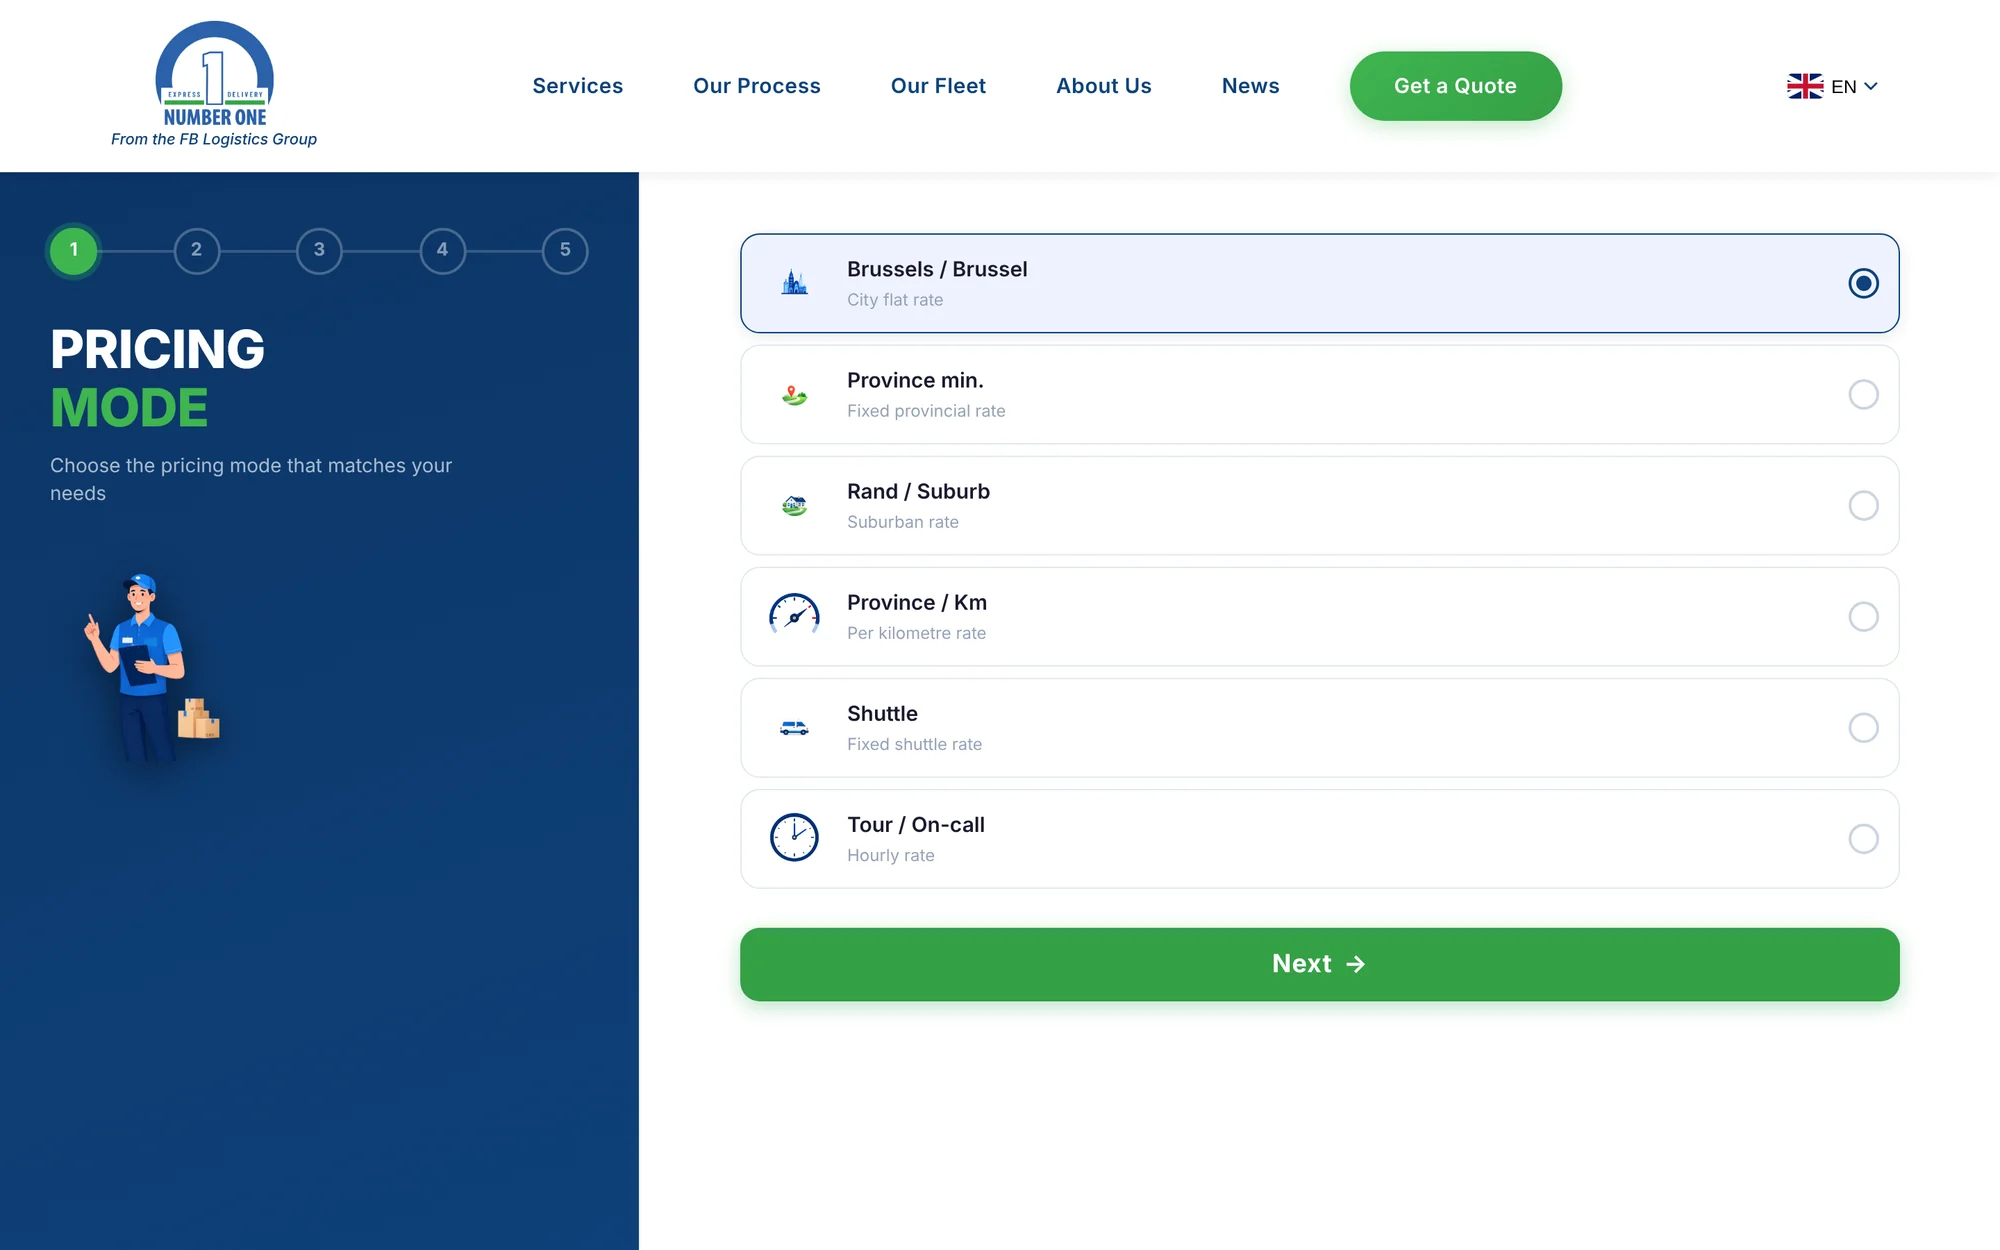 EXPRESS 1 DELIVERY
NUMBER ONE
From the FB Logistics Group
Services
Our Process
Our Fleet
About Us
News
Get a Quote
EN
1
2
3
4
5
PRICING
MODE
Choose the pricing mode that matches your
needs
Brussels / Brussel
City flat rate
Province min.
Fixed provincial rate
Rand / Suburb
Suburban rate
Province / Km
Per kilometre rate
Shuttle
Fixed shuttle rate
Tour / On-call
Hourly rate
Next →